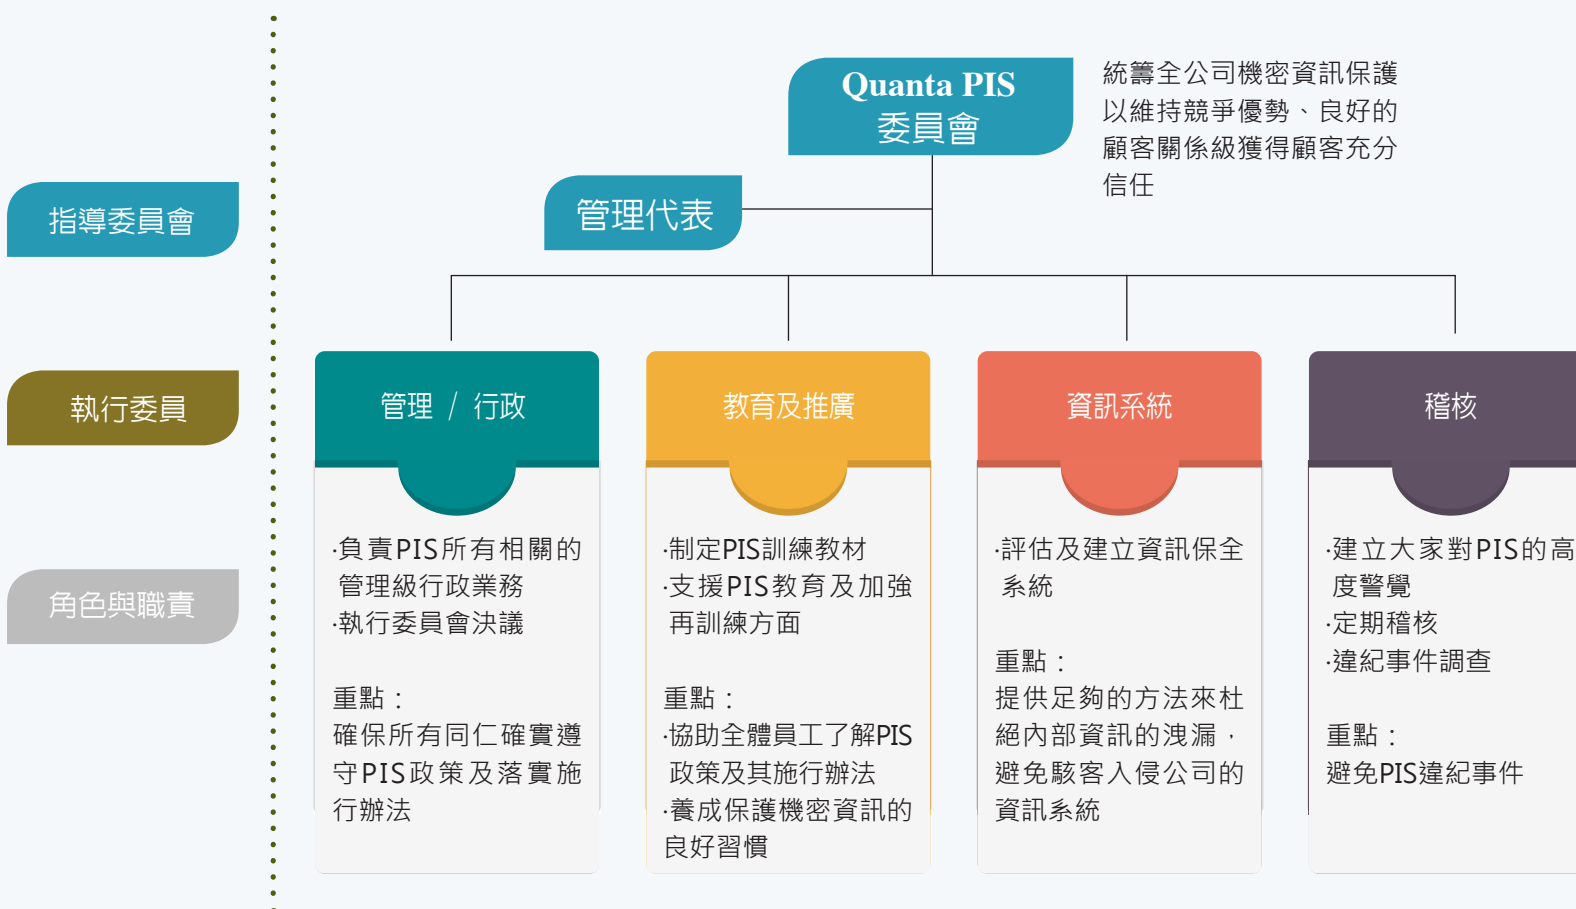 Quanta PIS
委員會
統籌全公司機密資訊保護
以維持競爭優勢、良好的
顧客關係級獲得顧客充分
信任
管理代表
指導委員會
執行委員
管理 / 行政
教育及推廣
資訊系統
稽核
角色與職責
·負責PIS所有相關的
管理級行政業務
·執行委員會決議
重點：
確保所有同仁確實遵
守PIS政策及落實施
行辦法
·制定PIS訓練教材
·支援PIS教育及加強
再訓練方面
重點：
·協助全體員工了解PIS
政策及其施行辦法
·養成保護機密資訊的
良好習慣
·評估及建立資訊保全
系統
重點：
提供足夠的方法來杜
絕內部資訊的洩漏，
避免駭客入侵公司的
資訊系統
·建立大家對PIS的高
度警覺
·定期稽核
·違紀事件調查
重點：
避免PIS違紀事件